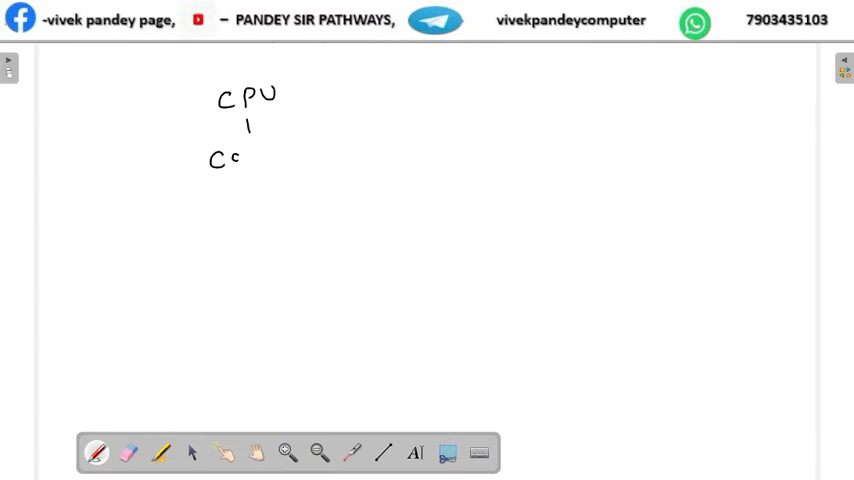 -vivek pandey page, – PANDEY SIR PATHWAYS, vivekpandeycomputer 7903435103
CPU